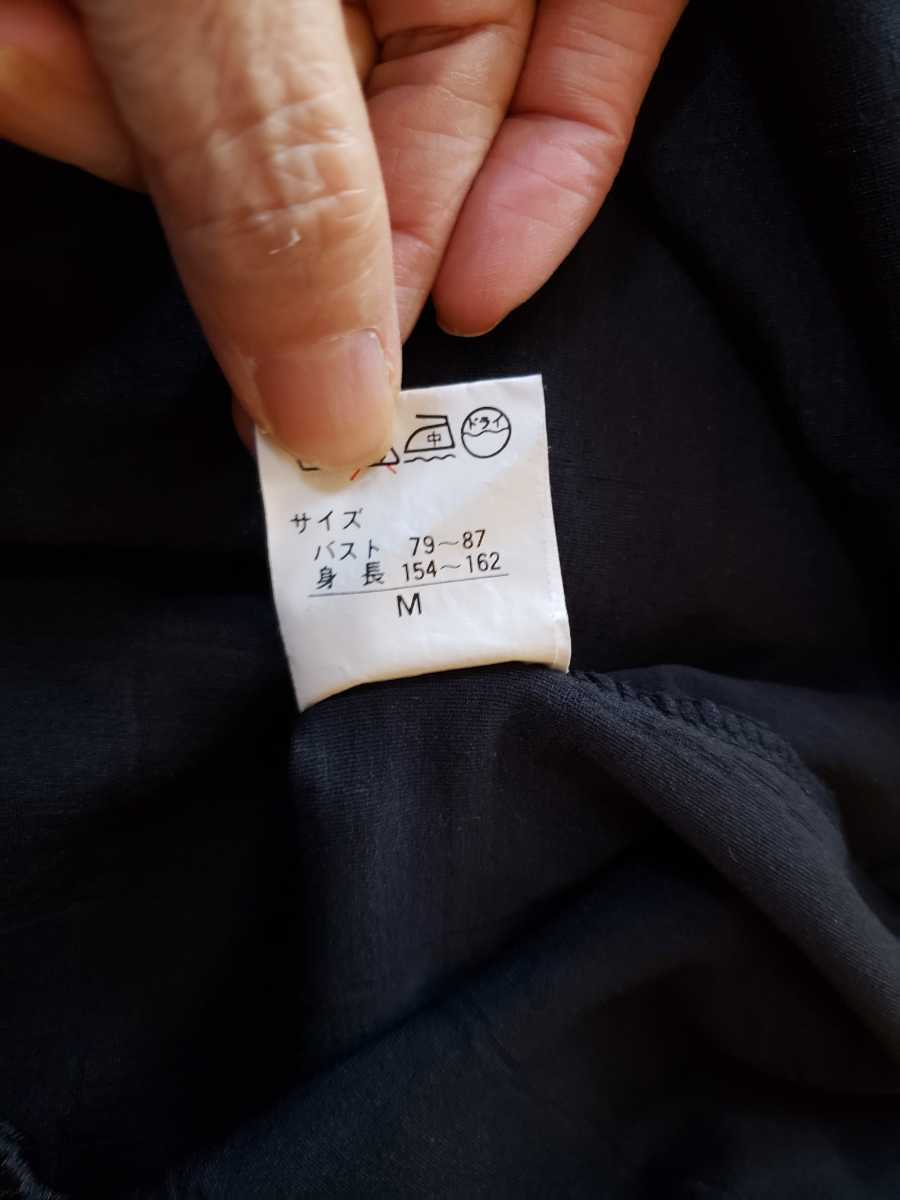 中 ドライ
サイズ
バスト 79～87
身長 154～162
M